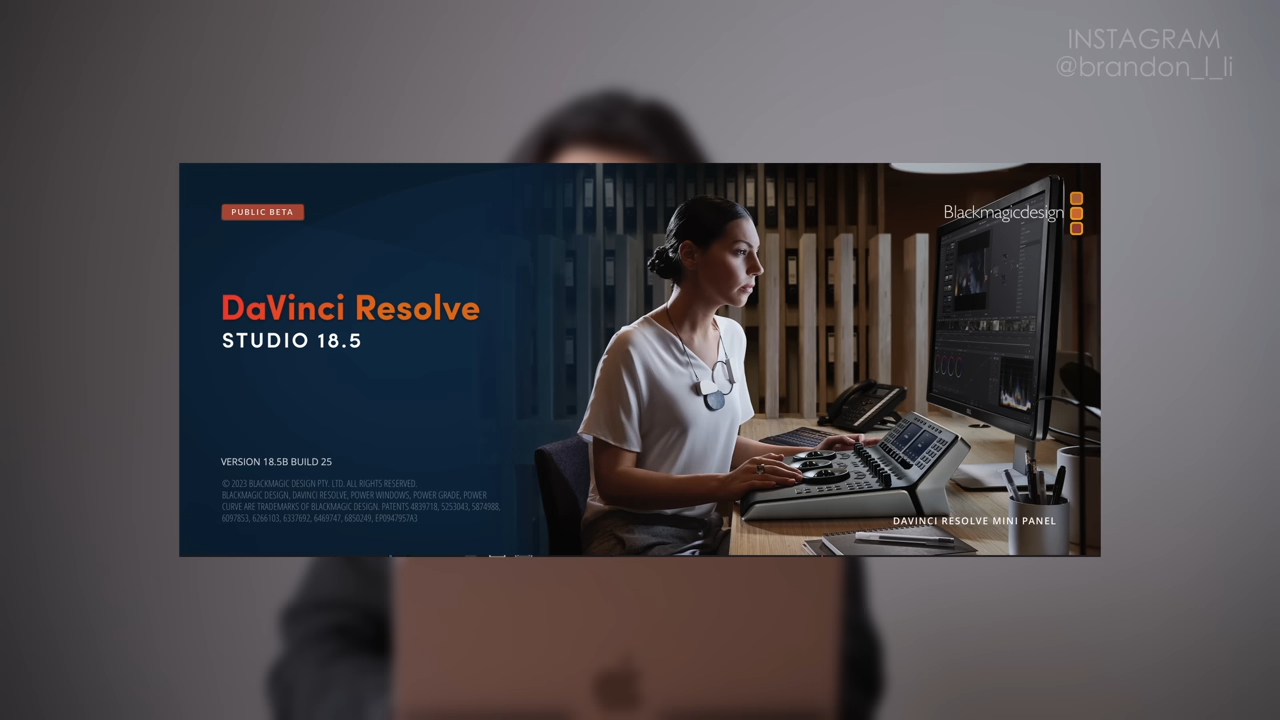 INSTAGRAM
@brandon_l_li
PUBLIC BETA
Blackmagicdesign
DaVinci Resolve
STUDIO 18.5
VERSION 18.5B BUILD 25
© 2023 BLACKMAGIC DESIGN PTY. LTD. ALL RIGHTS RESERVED.
BLACKMAGIC DESIGN, DAVINCI RESOLVE, POWER WINDOWS, POWER GRADE, POWER
CURVE ARE TRADEMARKS OF BLACKMAGIC DESIGN. PATENTS 4839718, 5253043, 5874988,
6097853, 6266103, 6337692, 6469747, 6850249, EP0947957A3
DAVINCI RESOLVE MINI PANEL